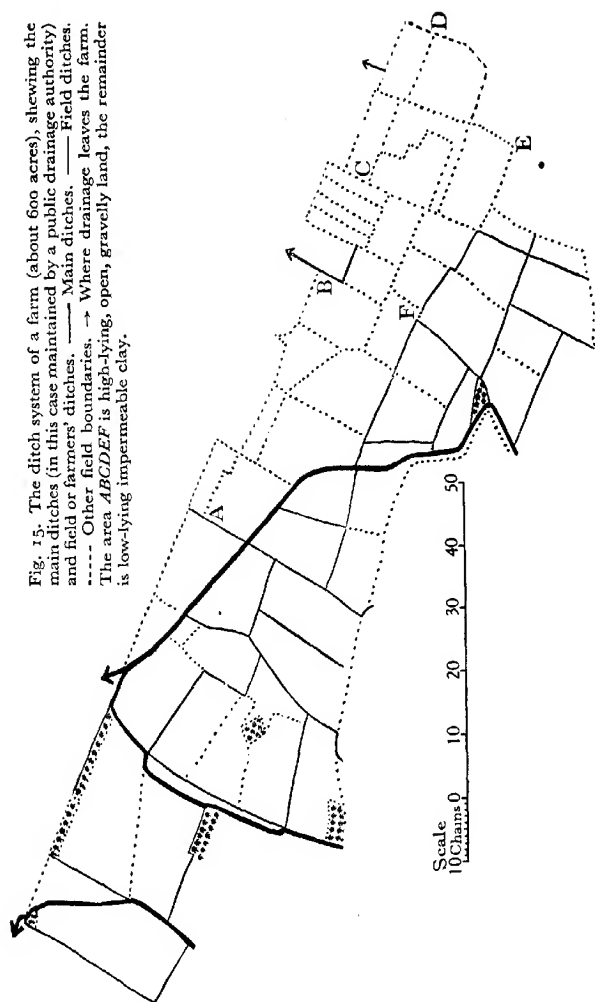 Fig. 15. The ditch system of a farm (about 600 acres), shewing the
main ditches (in this case maintained by a public drainage authority)
and field or farmers' ditches. —— Main ditches. —— Field ditches.
----- Other field boundaries. → Where drainage leaves the farm.
The area ABCDEF is high-lying, open, gravelly land, the remainder
is low-lying impermeable clay.
A
B
C
D
E
F
Scale
10 Chains 0 10 20 30 40 50